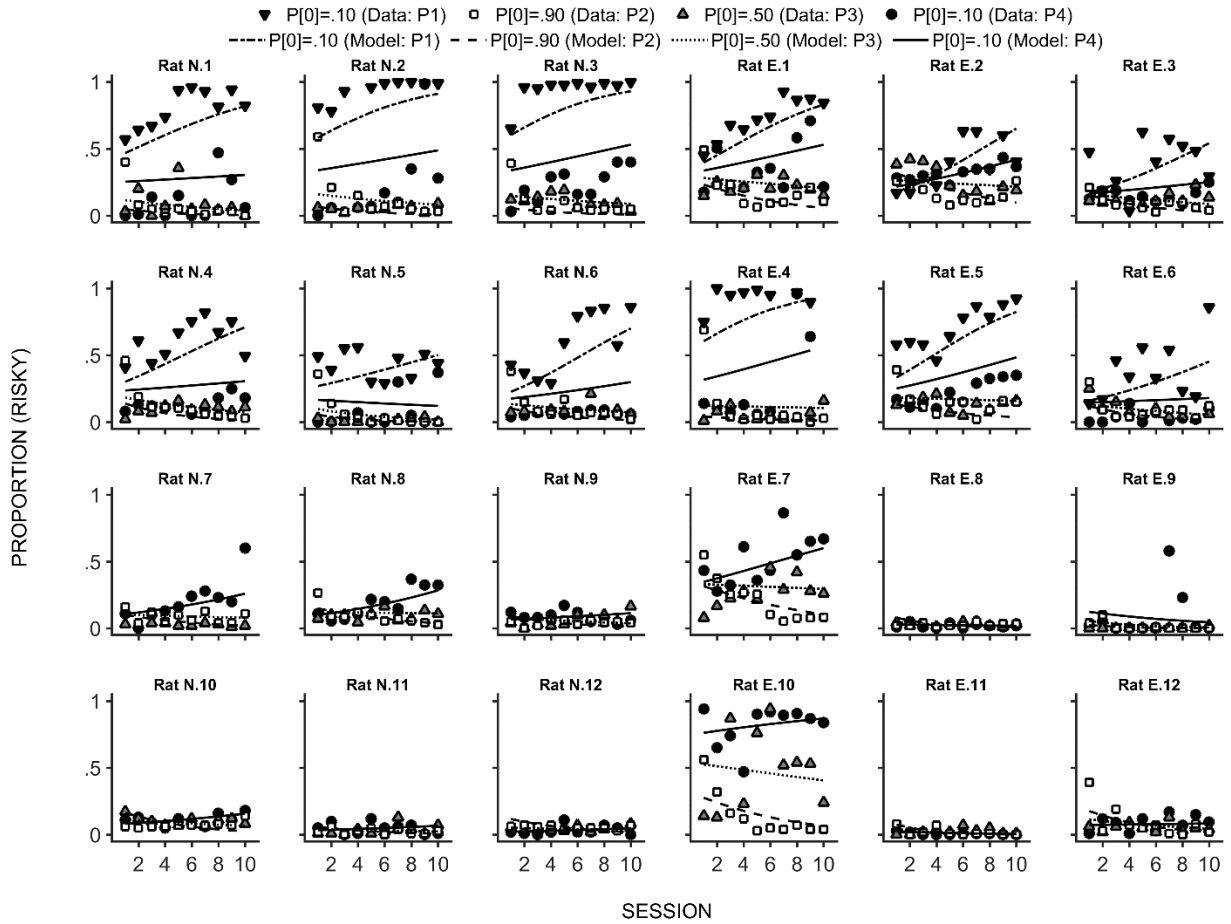 P[0]=.10 (Data: P1) P[0]=.90 (Data: P2) P[0]=.50 (Data: P3) P[0]=.10 (Data: P4)
P[0]=.10 (Model: P1) P[0]=.90 (Model: P2) P[0]=.50 (Model: P3) P[0]=.10 (Model: P4)
Rat N.1 Rat N.2 Rat N.3 Rat E.1 Rat E.2 Rat E.3
1
.5
0
Rat N.4 Rat N.5 Rat N.6 Rat E.4 Rat E.5 Rat E.6
1
.5
0
Rat N.7 Rat N.8 Rat N.9 Rat E.7 Rat E.8 Rat E.9
1
.5
0
Rat N.10 Rat N.11 Rat N.12 Rat E.10 Rat E.11 Rat E.12
1
.5
0
2 4 6 8 10 2 4 6 8 10 2 4 6 8 10 2 4 6 8 10 2 4 6 8 10 2 4 6 8 10
PROPORTION (RISKY)
SESSION